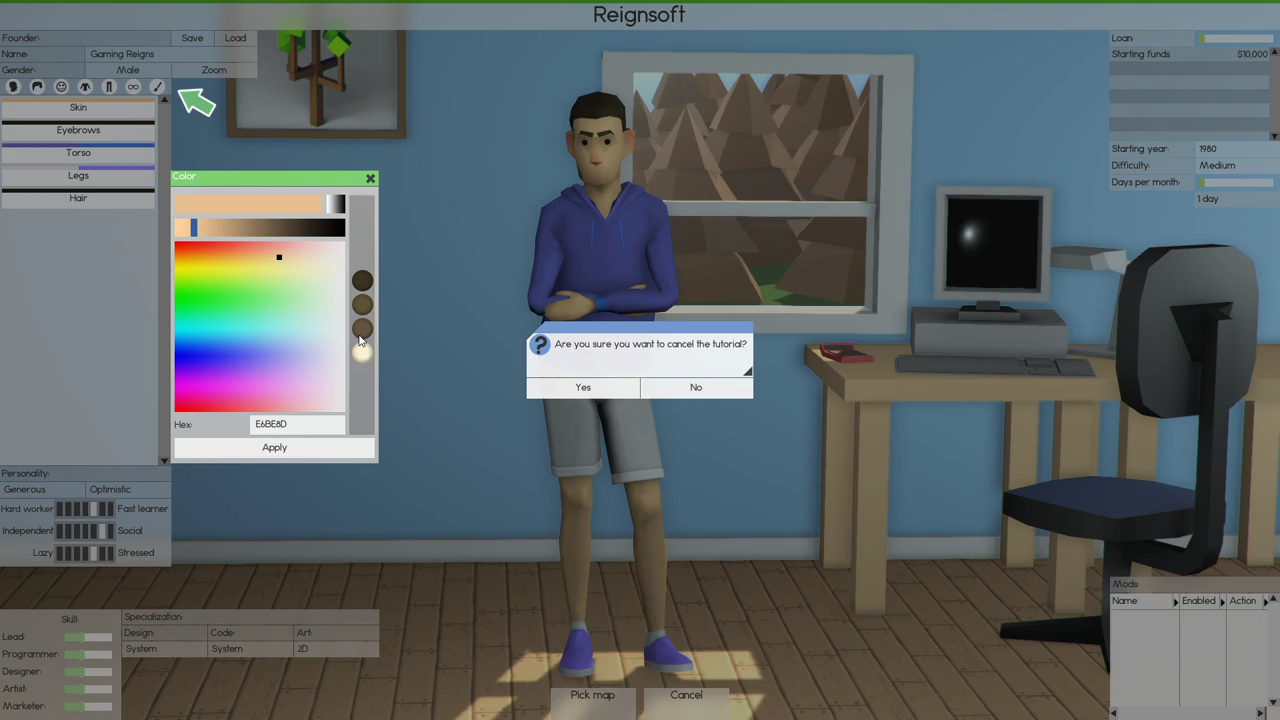 Reignsoft
Founder:
Save
Load
Name:
Gaming Reigns
Gender:
Male
Zoom
Skin
Eyebrows
Torso
Legs
Hair
Color
Hex:
E6BE8D
Apply
Are you sure you want to cancel the tutorial?
Yes
No
Loan:
Starting funds
$10,000
Starting year:
1980
Difficulty:
Medium
Days per month:
1 day
Personality:
Generous
Optimistic
Hard worker
Fast learner
Independent
Social
Lazy
Stressed
Skill:
Lead:
Programmer:
Designer:
Artist:
Marketer:
Specialization:
Design:
Code:
Art:
System
System
2D
Pick map
Cancel
Mods:
Name
Enabled
Action